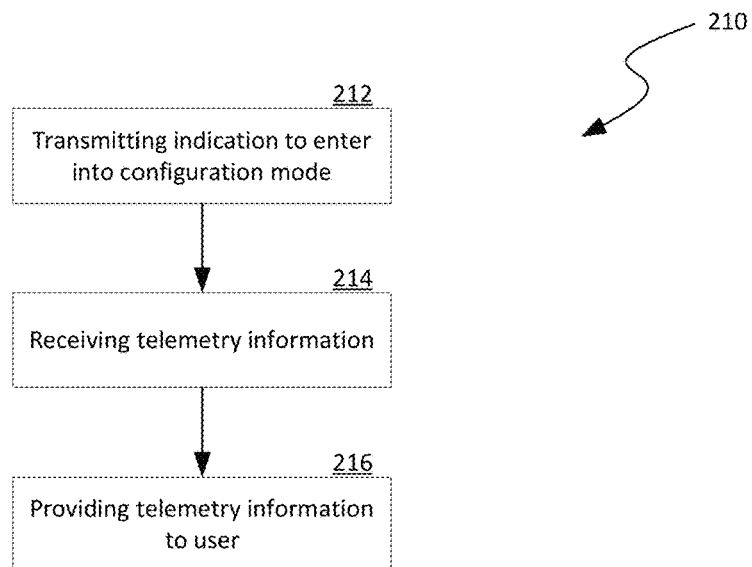 210
212
Transmitting indication to enter
into configuration mode
214
Receiving telemetry information
216
Providing telemetry information
to user